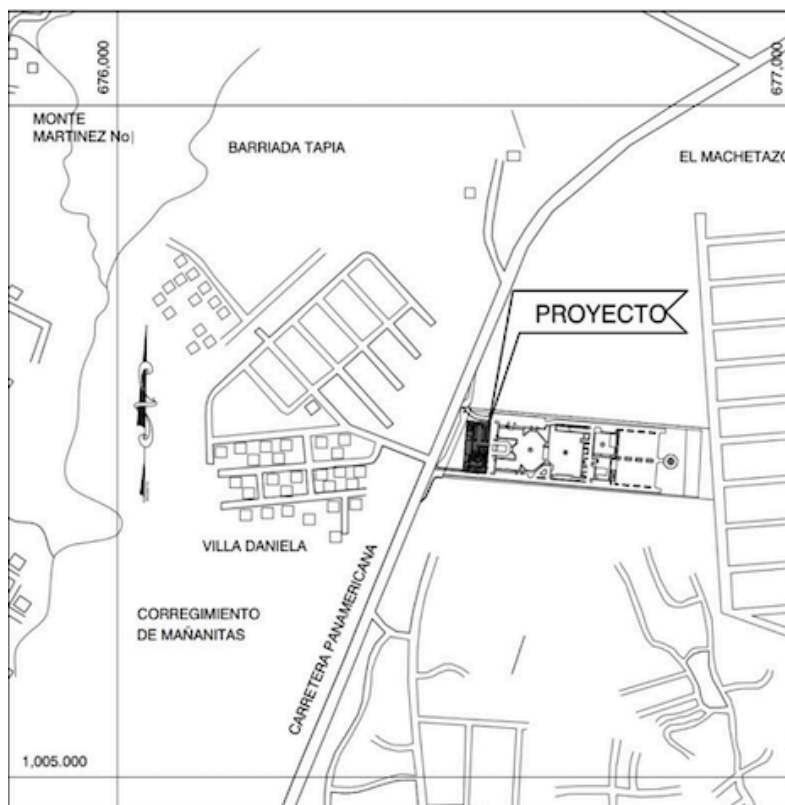 676,000
677,000
MONTE
MARTINEZ No
BARRIADA TAPIA
EL MACHETAZO
PROYECTO
VILLA DANIELA
CORREGIMIENTO
DE MAÑANITAS
CARRETERA PANAMERICANA
1,005.000